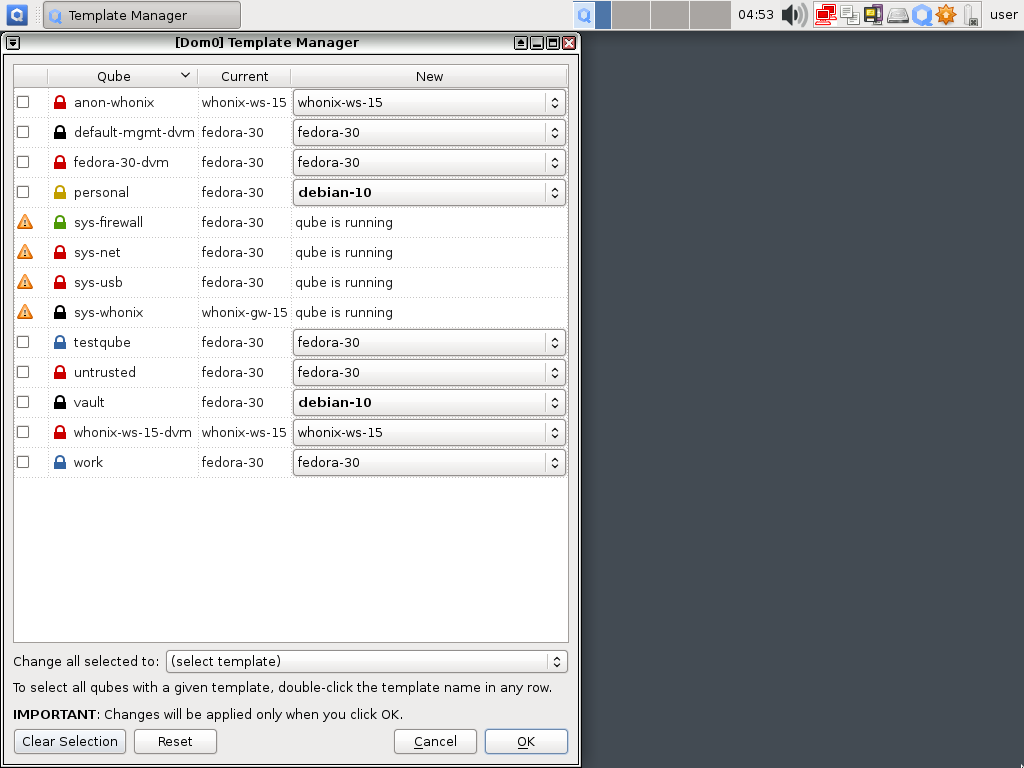 Template Manager
04:53
user
[Dom0] Template Manager
Qube Current New
anon-whonix whonix-ws-15 whonix-ws-15
default-mgmt-dvm fedora-30 fedora-30
fedora-30-dvm fedora-30 fedora-30
personal fedora-30 debian-10
sys-firewall fedora-30 qube is running
sys-net fedora-30 qube is running
sys-usb fedora-30 qube is running
sys-whonix whonix-gw-15 qube is running
testqube fedora-30 fedora-30
untrusted fedora-30 fedora-30
vault fedora-30 debian-10
whonix-ws-15-dvm whonix-ws-15 whonix-ws-15
work fedora-30 fedora-30
Change all selected to: (select template)
To select all qubes with a given template, double-click the template name in any row.
IMPORTANT: Changes will be applied only when you click OK.
Clear Selection Reset Cancel OK